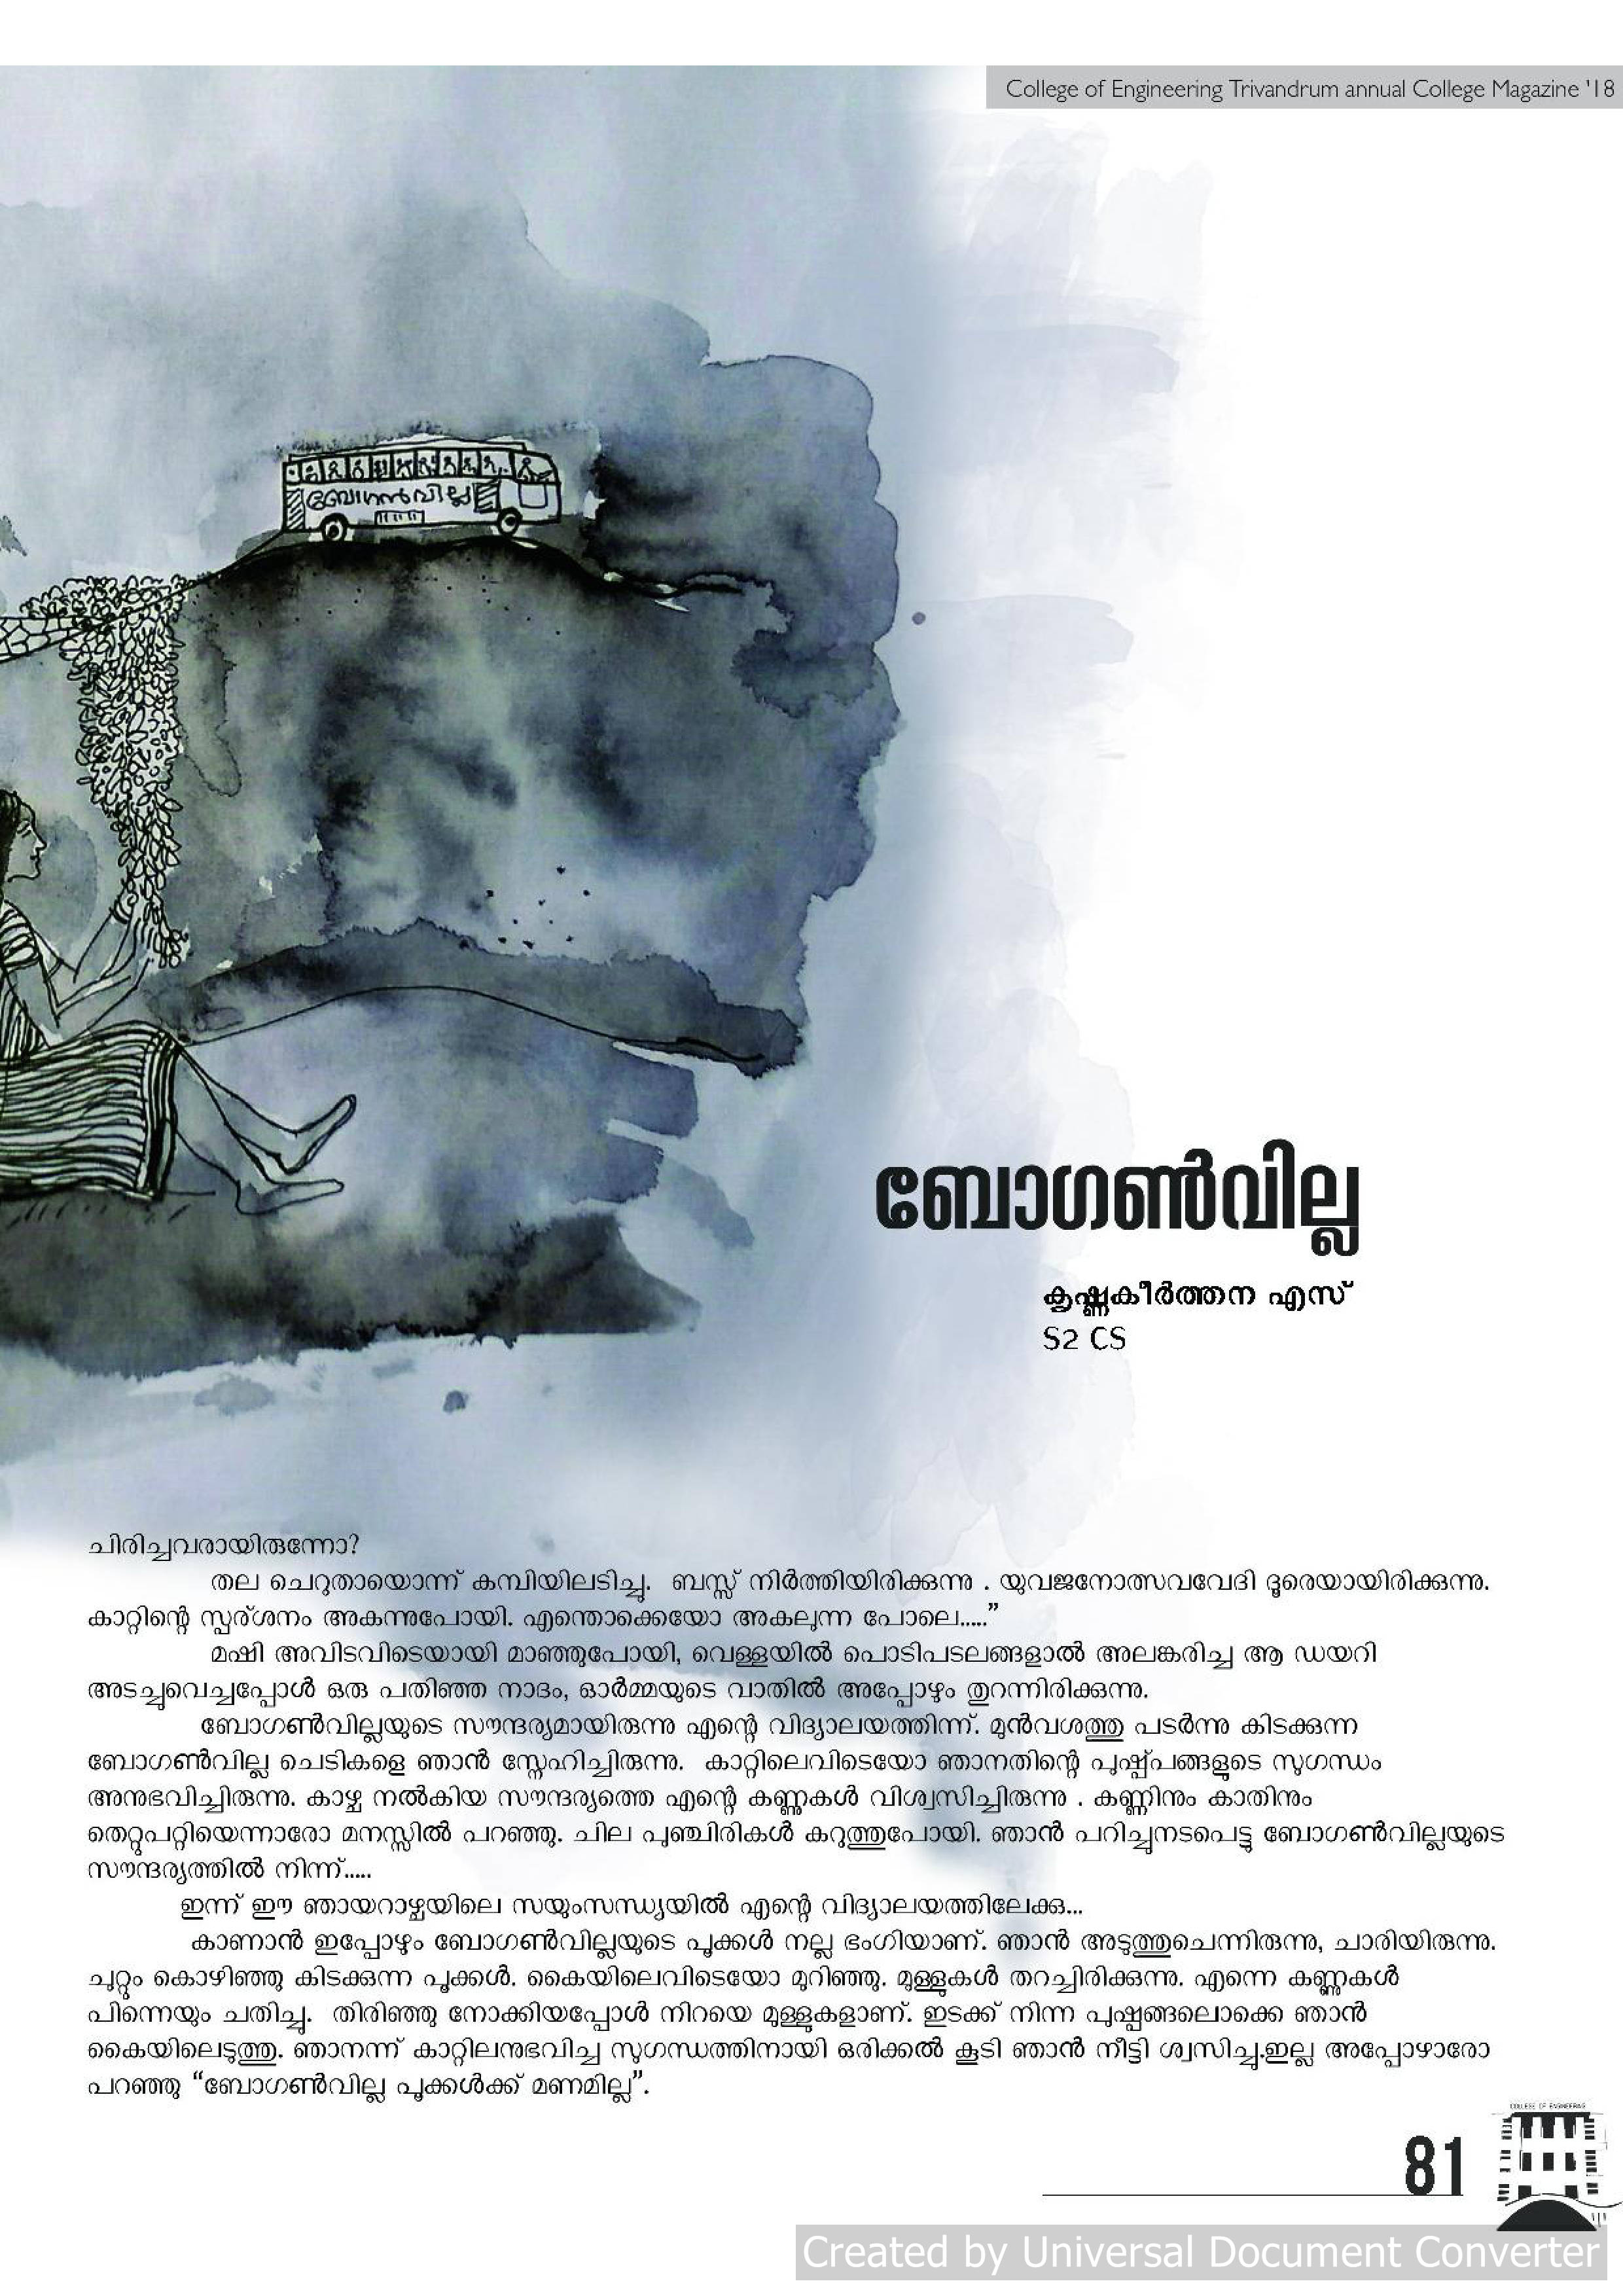 College of Engineering Trivandrum annual College Magazine '18
ബോഗൺവില്ല
ബോഗൺവില്ല
കൃഷ്ണകീർത്തന എസ്
S2 CS
ചിരിച്ചവരായിരുന്നോ?
തല ചെറുതായൊന്ന് കമ്പിയിലടിച്ചു. ബസ്സ് നിർത്തിയിരിക്കുന്നു . യുവജനോത്സവവേദി ദൂരെയായിരിക്കുന്നു.
കാറ്റിന്റെ സ്പര്ശനം അകന്നുപോയി. എന്തൊക്കെയോ അകലുന്ന പോലെ.....”
മഷി അവിടവിടെയായി മാഞ്ഞുപോയി, വെള്ളയിൽ പൊടിപടലങ്ങളാൽ അലങ്കരിച്ച ആ ഡയറി
അടച്ചുവെച്ചപ്പോൾ ഒരു പതിഞ്ഞ നാദം, ഓർമ്മയുടെ വാതിൽ അപ്പോഴും തുറന്നിരിക്കുന്നു.
ബോഗൺവില്ലയുടെ സൗന്ദര്യമായിരുന്നു എന്റെ വിദ്യാലയത്തിന്ന്. മുൻവശത്തു പടർന്നു കിടക്കുന്ന
ബോഗൺവില്ല ചെടികളെ ഞാൻ സ്നേഹിച്ചിരുന്നു. കാറ്റിലെവിടെയോ ഞാനതിന്റെ പുഷ്പ്പങ്ങളുടെ സുഗന്ധം
അനുഭവിച്ചിരുന്നു. കാഴ്ച നൽകിയ സൗന്ദര്യത്തെ എന്റെ കണ്ണുകൾ വിശ്വസിച്ചിരുന്നു . കണ്ണിനും കാതിനും
തെറ്റുപറ്റിയെന്നാരോ മനസ്സിൽ പറഞ്ഞു. ചില പുഞ്ചിരികൾ കറുത്തുപോയി. ഞാൻ പറിച്ചുനടപെട്ടു ബോഗൺവില്ലയുടെ
സൗന്ദര്യത്തിൽ നിന്ന്.....
ഇന്ന് ഈ ഞായറാഴ്ചയിലെ സയുംസന്ധ്യയിൽ എന്റെ വിദ്യാലയത്തിലേക്കു...
കാണാൻ ഇപ്പോഴും ബോഗൺവില്ലയുടെ പൂക്കൾ നല്ല ഭംഗിയാണ്. ഞാൻ അടുത്തുചെന്നിരുന്നു, ചാരിയിരുന്നു.
ചുറ്റും കൊഴിഞ്ഞു കിടക്കുന്ന പൂക്കൾ. കൈയിലെവിടെയോ മുറിഞ്ഞു. മുള്ളുകൾ തറച്ചിരിക്കുന്നു. എന്നെ കണ്ണുകൾ
പിന്നെയും ചതിച്ചു. തിരിഞ്ഞു നോക്കിയപ്പോൾ നിറയെ മുള്ളുകളാണ്. ഇടക്ക് നിന്ന പുഷ്പങ്ങലൊക്കെ ഞാൻ
കൈയിലെടുത്തു. ഞാനന്ന് കാറ്റിലനുഭവിച്ച സുഗന്ധത്തിനായി ഒരിക്കൽ കൂടി ഞാൻ നീട്ടി ശ്വസിച്ചു.ഇല്ല അപ്പോഴാരോ
പറഞ്ഞു “ബോഗൺവില്ല പൂക്കൾക്ക് മണമില്ല”.
COLLEGE OF ENGINEERING
81
Created by Universal Document Converter